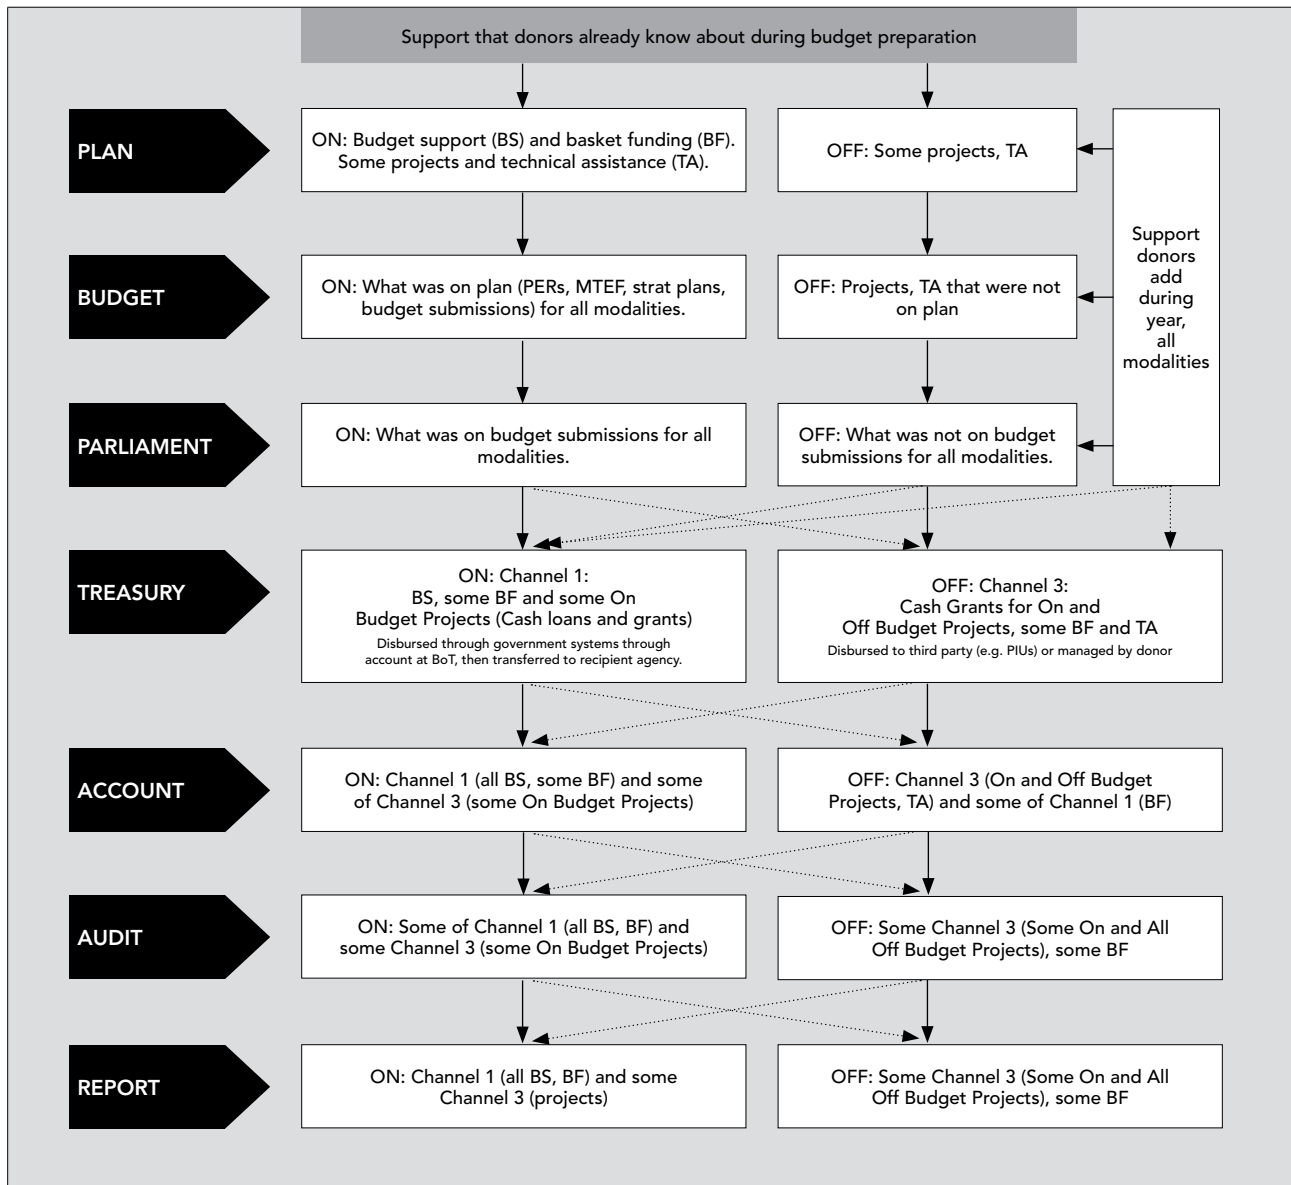 Support that donors already know about during budget preparation
PLAN
ON: Budget support (BS) and basket funding (BF).
Some projects and technical assistance (TA).
OFF: Some projects, TA
Support
donors
add
during
year,
all
modalities
BUDGET
ON: What was on plan (PERs, MTEF, strat plans,
budget submissions) for all modalities.
OFF: Projects, TA that were not
on plan
PARLIAMENT
ON: What was on budget submissions for all
modalities.
OFF: What was not on budget
submissions for all modalities.
TREASURY
ON: Channel 1:
BS, some BF and some On
Budget Projects (Cash loans and grants)
Disbursed through government systems through
account at BoT, then transferred to recipient agency.
OFF: Channel 3:
Cash Grants for On and
Off Budget Projects, some BF and TA
Disbursed to third party (e.g. PIUs) or managed by donor
ACCOUNT
ON: Channel 1 (all BS, some BF) and some
of Channel 3 (some On Budget Projects)
OFF: Channel 3 (On and Off Budget
Projects, TA) and some of Channel 1 (BF)
AUDIT
ON: Some of Channel 1 (all BS, BF) and
some Channel 3 (some On Budget Projects)
OFF: Some Channel 3 (Some On and All
Off Budget Projects), some BF
REPORT
ON: Channel 1 (all BS, BF) and some
Channel 3 (projects)
OFF: Some Channel 3 (Some On and All
Off Budget Projects), some BF